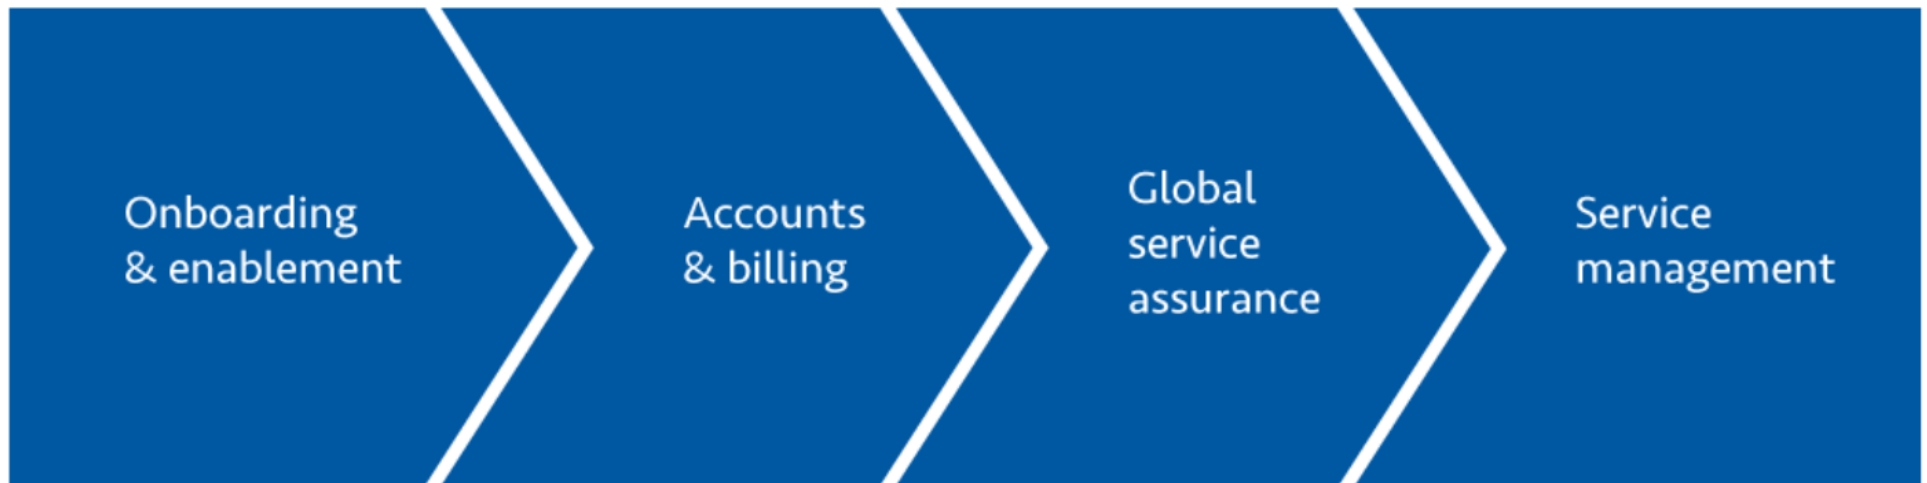 Onboarding
& enablement
Accounts
& billing
Global
service
assurance
Service
management